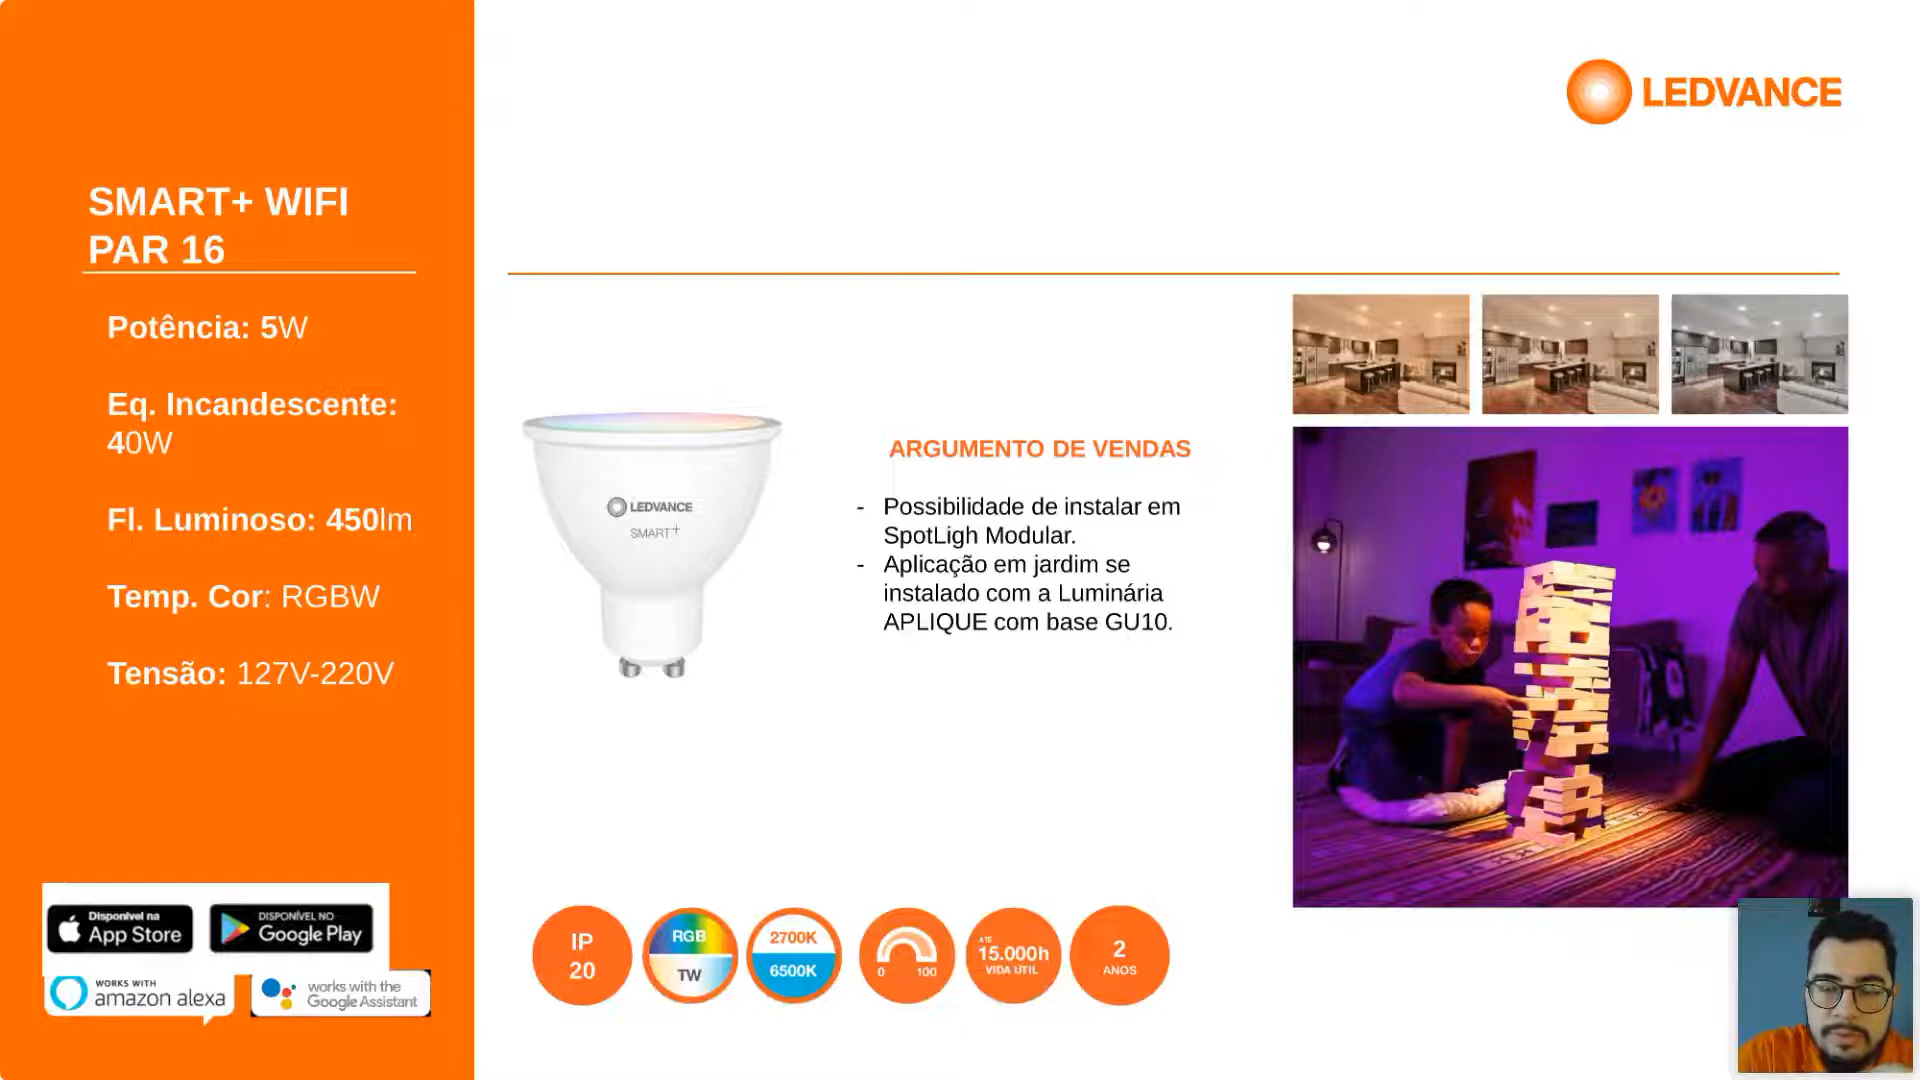 LEDVANCE
SMART+ WIFI
PAR 16
Potência: 5W
Eq. Incandescente:
40W
Fl. Luminoso: 450lm
Temp. Cor: RGBW
Tensão: 127V-220V
LEDVANCE
SMART+
ARGUMENTO DE VENDAS
- Possibilidade de instalar em
SpotLigh Modular.
- Aplicação em jardim se
instalado com a Luminária
APLIQUE com base GU10.
Disponível na
App Store
DISPONÍVEL NO
Google Play
WORKS WITH
amazon alexa
works with the
Google Assistant
IP
20
RGB
TW
2700K
6500K
0 100
ATÉ
15.000h
VIDA ÚTIL
2
ANOS